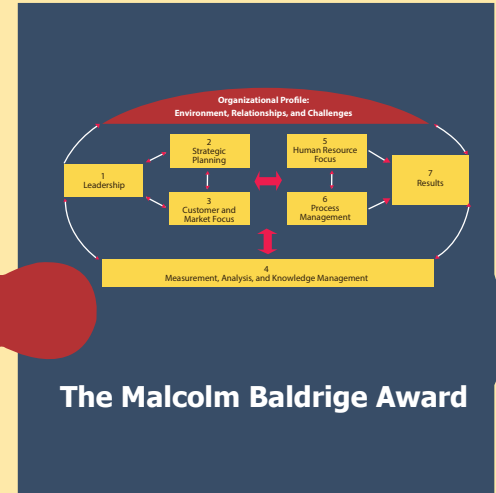 Organizational Profile:
Environment, Relationships, and Challenges
2
Strategic
Planning
5
Human Resource
Focus
1
Leadership
7
Results
3
Customer and
Market Focus
6
Process
Management
4
Measurement, Analysis, and Knowledge Management
The Malcolm Baldrige Award